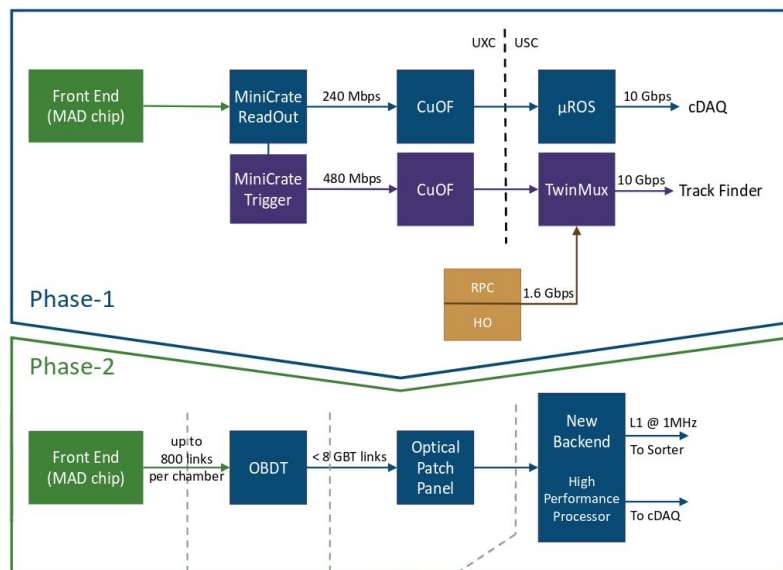 UXC
USC
Front End
(MAD chip)
MiniCrate
ReadOut
240 Mbps
CuOF
µROS
10 Gbps
cDAQ
MiniCrate
Trigger
480 Mbps
CuOF
TwinMux
10 Gbps
Track Finder
RPC
HO
1.6 Gbps
Phase-1
Phase-2
Front End
(MAD chip)
up to
800 links
per chamber
OBDT
< 8 GBT links
Optical
Patch
Panel
New
Backend
High
Performance
Processor
L1 @ 1MHz
To Sorter
To cDAQ